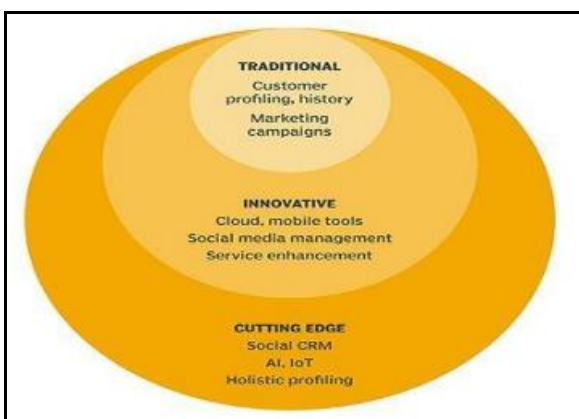 TRADITIONAL
Customer
profiling, history
Marketing
campaigns
INNOVATIVE
Cloud, mobile tools
Social media management
Service enhancement
CUTTING EDGE
Social CRM
AI, IoT
Holistic profiling